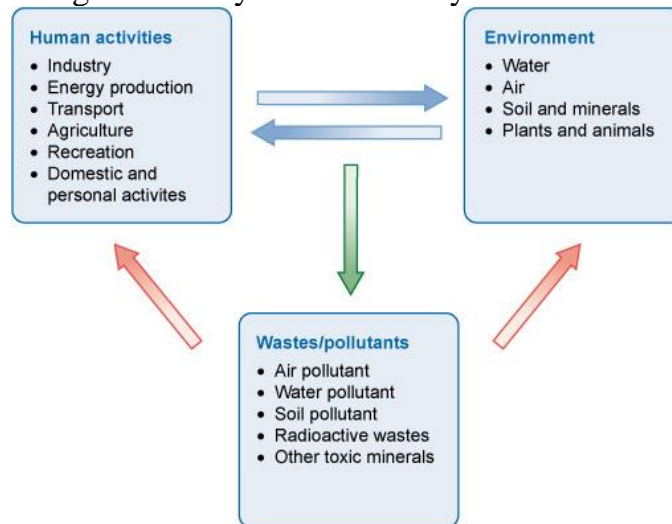 Human activities
• Industry
• Energy production
• Transport
• Agriculture
• Recreation
• Domestic and
personal activites
Environment
• Water
• Air
• Soil and minerals
• Plants and animals
Wastes/pollutants
• Air pollutant
• Water pollutant
• Soil pollutant
• Radioactive wastes
• Other toxic minerals